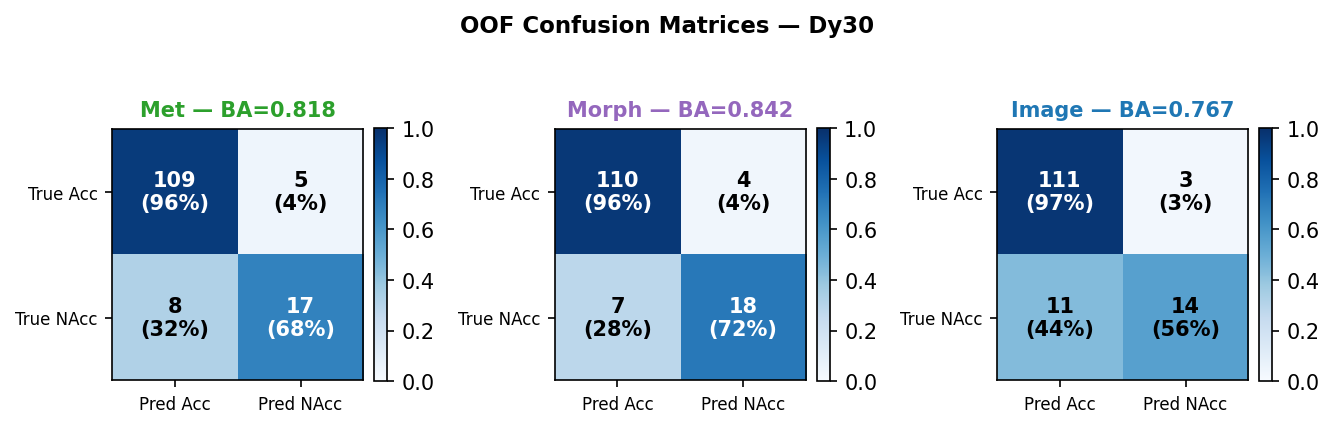 OOF Confusion Matrices — Dy30
Met — BA=0.818
True Acc
True NAcc
109
(96%)
5
(4%)
8
(32%)
17
(68%)
Pred Acc
Pred NAcc
1.0
0.8
0.6
0.4
0.2
0.0
Morph — BA=0.842
True Acc
True NAcc
110
(96%)
4
(4%)
7
(28%)
18
(72%)
Pred Acc
Pred NAcc
1.0
0.8
0.6
0.4
0.2
0.0
Image — BA=0.767
True Acc
True NAcc
111
(97%)
3
(3%)
11
(44%)
14
(56%)
Pred Acc
Pred NAcc
1.0
0.8
0.6
0.4
0.2
0.0